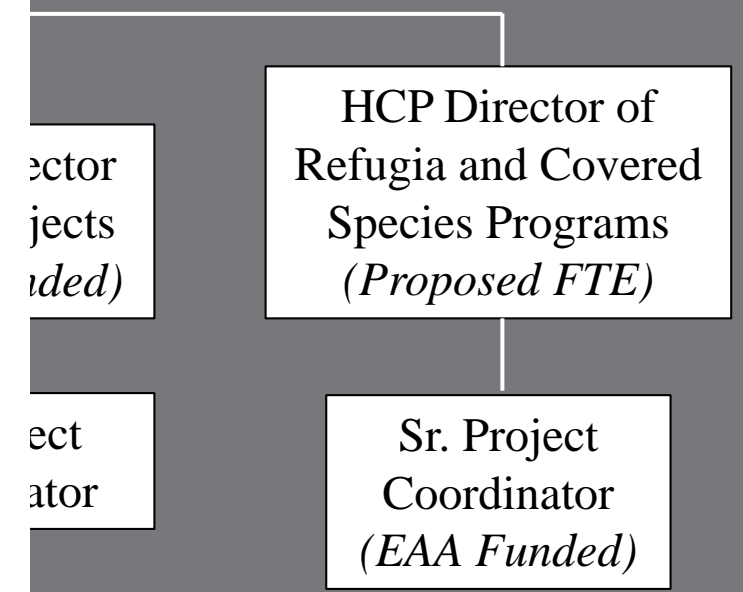 HCP Director of
Refugia and Covered
Species Programs
(Proposed FTE)
Sr. Project
Coordinator
(EAA Funded)